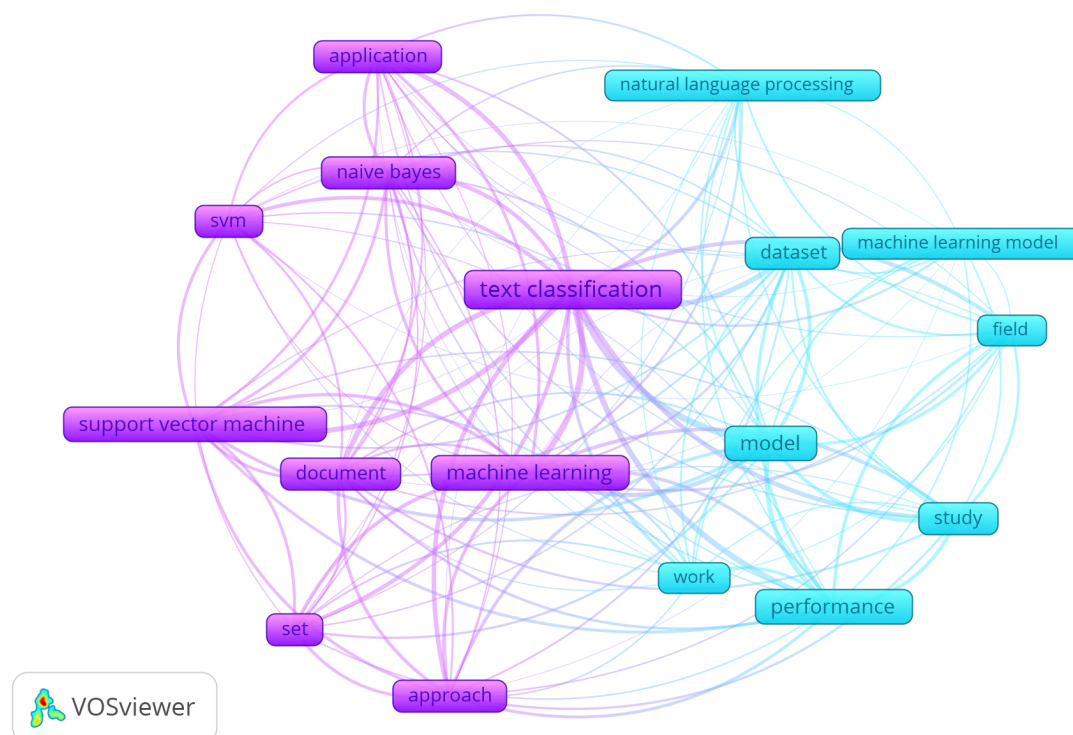 application
natural language processing
naive bayes
svm
dataset
machine learning model
text classification
field
support vector machine
model
document
machine learning
study
work
performance
set
approach
VOSviewer